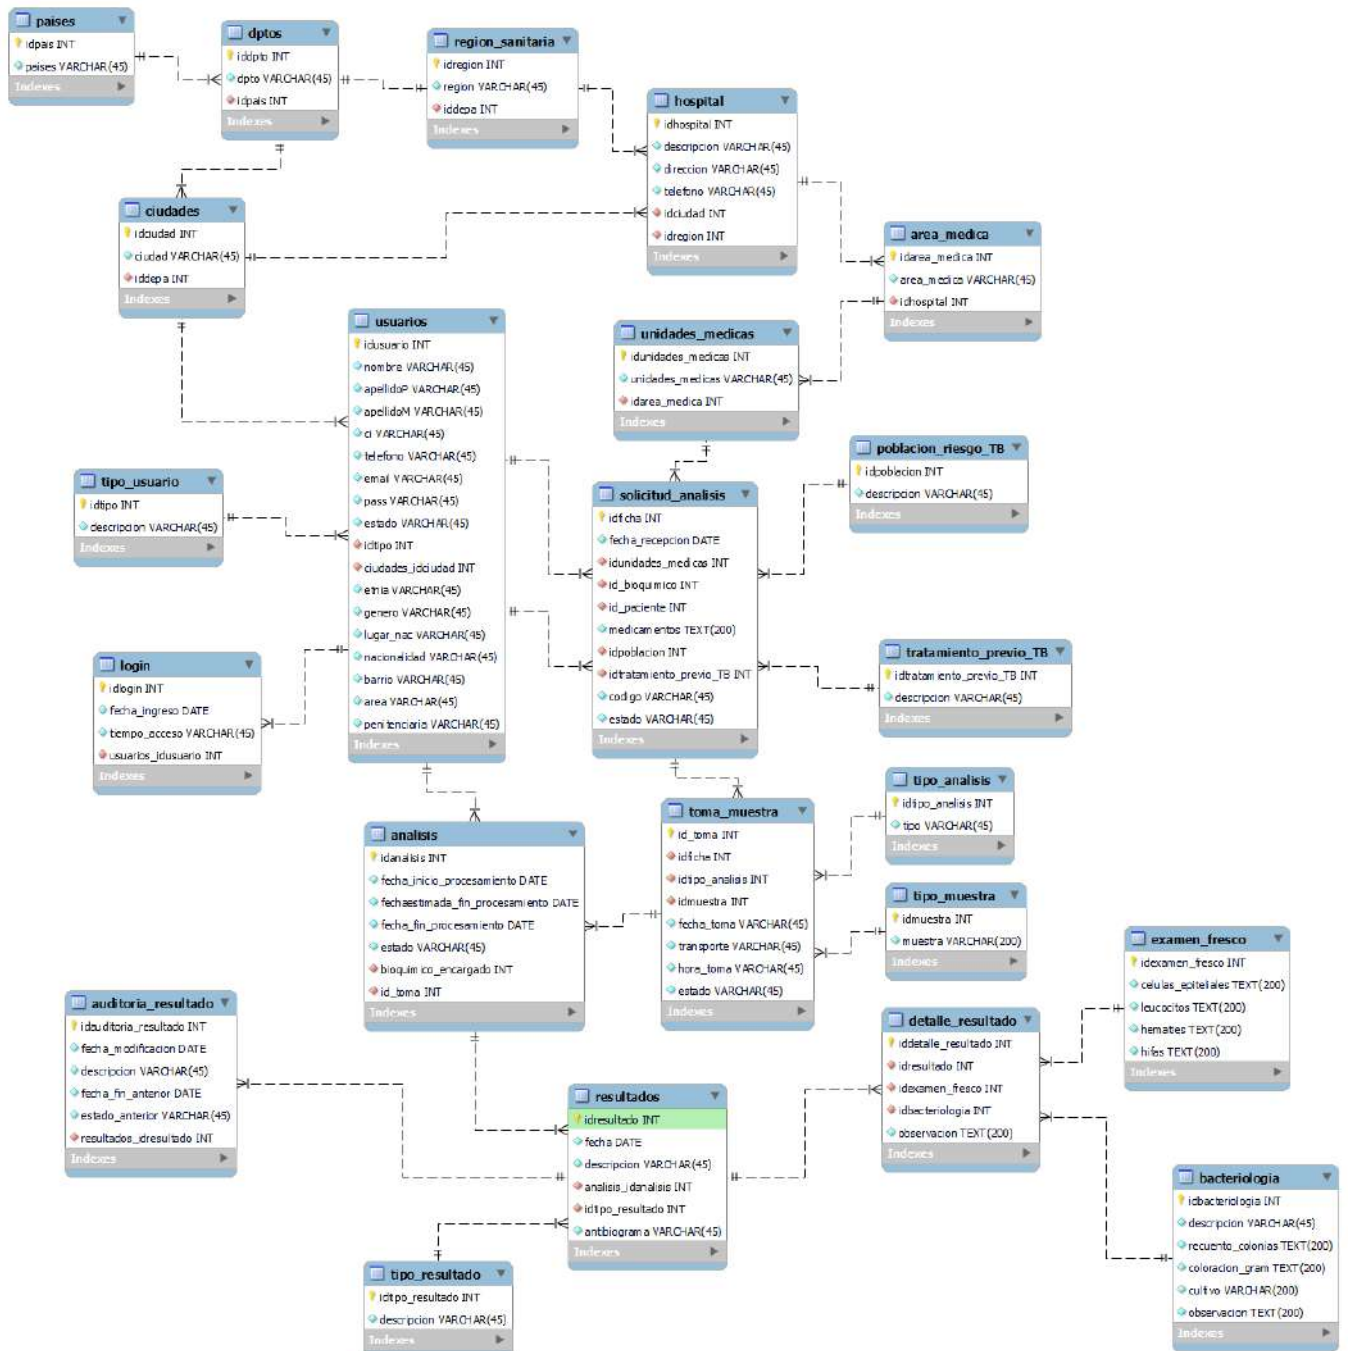 paises
idpais INT
paises VARCHAR(45)
Indexes
dptos
iddpto INT
dpto VARCHAR(45)
idpais INT
Indexes
region_sanitaria
idregion INT
region VARCHAR(45)
iddepa INT
Indexes
hospital
idhospital INT
descripcion VARCHAR(45)
direccion VARCHAR(45)
telefono VARCHAR(45)
idciudad INT
idregion INT
Indexes
ciudades
idciudad INT
ciudad VARCHAR(45)
iddepa INT
Indexes
area_medica
idarea_medica INT
area_medica VARCHAR(45)
idhospital INT
Indexes
usuarios
idusuario INT
nombre VARCHAR(45)
apellidoP VARCHAR(45)
apellidoM VARCHAR(45)
ci VARCHAR(45)
telefono VARCHAR(45)
email VARCHAR(45)
pass VARCHAR(45)
estado VARCHAR(45)
idtipo INT
ciudades_idciudad INT
etnia VARCHAR(45)
genero VARCHAR(45)
lugar_nac VARCHAR(45)
nacionalidad VARCHAR(45)
barrio VARCHAR(45)
area VARCHAR(45)
penitenciaria VARCHAR(45)
Indexes
unidades_medicas
idunidades_medicas INT
unidades_medicas VARCHAR(45)
idarea_medica INT
Indexes
poblacion_riesgo_TB
idpoblacion INT
descripcion VARCHAR(45)
Indexes
tipo_usuario
idtipo INT
descripcion VARCHAR(45)
Indexes
solicitud_analisis
idficha INT
fecha_recepcion DATE
idunidades_medicas INT
id_bioquimico INT
id_paciente INT
medicamentos TEXT(200)
idpoblacion INT
idtratamiento_previo_TB INT
codigo VARCHAR(45)
estado VARCHAR(45)
Indexes
tratamiento_previo_TB
idtratamiento_previo_TB INT
descripcion VARCHAR(45)
Indexes
login
idlogin INT
fecha_ingreso DATE
tiempo_acceso VARCHAR(45)
usuarios_idusuario INT
Indexes
tipo_analisis
idtipo_analisis INT
tipo VARCHAR(45)
Indexes
toma_muestra
id_toma INT
idficha INT
idtipo_analisis INT
idmuestra INT
fecha_toma VARCHAR(45)
transporte VARCHAR(45)
hora_toma VARCHAR(45)
estado VARCHAR(45)
Indexes
analisis
idanalisis INT
fecha_inicio_procesamiento DATE
fechaestimada_fin_procesamiento DATE
fecha_fin_procesamiento DATE
estado VARCHAR(45)
bioquimico_encargado INT
id_toma INT
Indexes
tipo_muestra
idmuestra INT
muestra VARCHAR(200)
Indexes
examen_fresco
idexamen_fresco INT
celulas_epiteliales TEXT(200)
leucocitos TEXT(200)
hematies TEXT(200)
hifas TEXT(200)
Indexes
auditoria_resultado
idauditoria_resultado INT
fecha_modificacion DATE
descripcion VARCHAR(45)
fecha_fin_anterior DATE
estado_anterior VARCHAR(45)
resultados_idresultado INT
Indexes
detalle_resultado
iddetalle_resultado INT
idresultado INT
idexamen_fresco INT
idbacteriologia INT
observacion TEXT(200)
Indexes
resultados
idresultado INT
fecha DATE
descripcion VARCHAR(45)
analisis_idanalisis INT
idtipo_resultado INT
antibiograma VARCHAR(45)
Indexes
bacteriologia
idbacteriologia INT
descripcion VARCHAR(45)
recuento_colonias TEXT(200)
coloracion_gram TEXT(200)
cultivo VARCHAR(200)
observacion TEXT(200)
Indexes
tipo_resultado
idtipo_resultado INT
descripcion VARCHAR(45)
Indexes